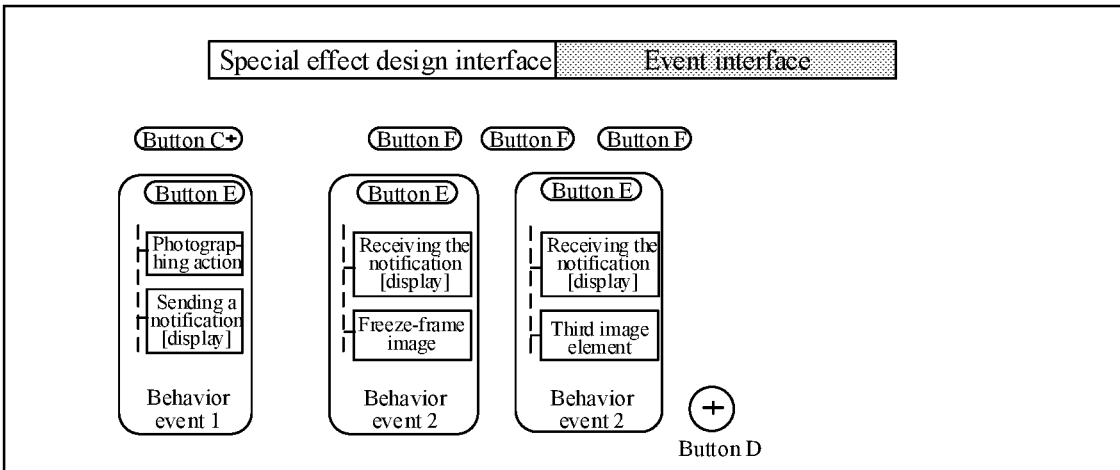 Special effect design interface Event interface
Button C+ Button F Button F Button F
Button E
Photogra-
phing action
Sending a
notification
[display]
Behavior
event 1
Button E
Receiving the
notification
[display]
Freeze-frame
image
Behavior
event 2
Button E
Receiving the
notification
[display]
Third image
element
Behavior
event 2
+
Button D